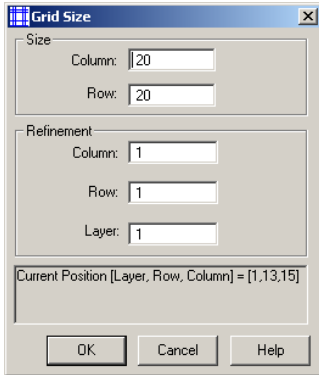 Grid Size
Size
Column: 20
Row: 20
Refinement
Column: 1
Row: 1
Layer: 1
Current Position [Layer, Row, Column] = [1,13,15]
OK Cancel Help